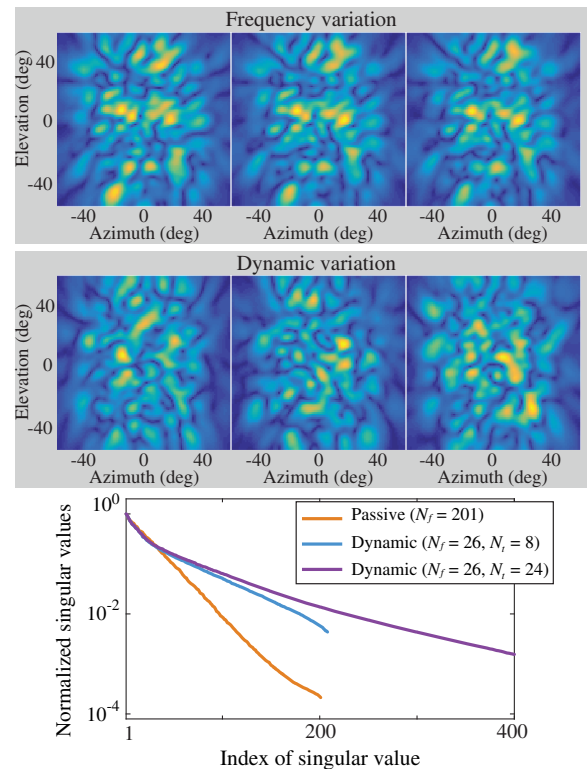 Frequency variation
Elevation (deg)
40
0
-40
-40 0 40 -40 0 40 -40 0 40
Azimuth (deg) Azimuth (deg) Azimuth (deg)
Dynamic variation
Elevation (deg)
40
0
-40
-40 0 40 -40 0 40 -40 0 40
Azimuth (deg) Azimuth (deg) Azimuth (deg)
Normalized singular values
10^0
10^-2
10^-4
Passive (N_f = 201)
Dynamic (N_f = 26, N_t = 8)
Dynamic (N_f = 26, N_t = 24)
1 200 400
Index of singular value